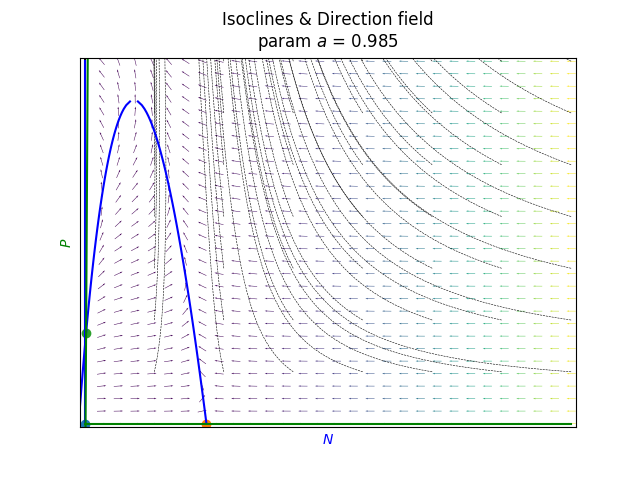 Isoclines & Direction field
param a = 0.985
P
N